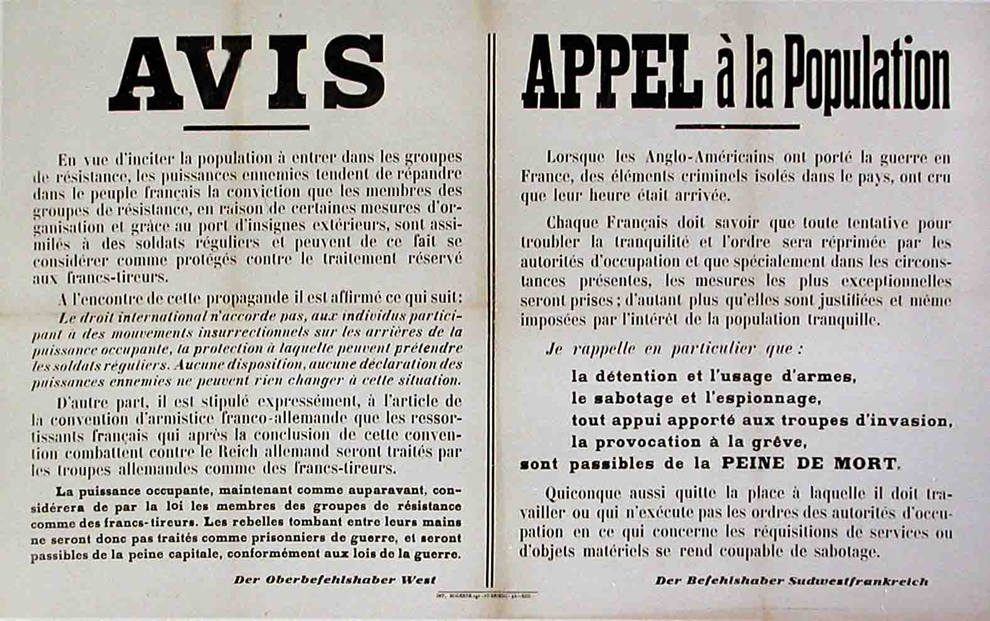 AVIS
En vue d'inciter la population à entrer dans les groupes
de résistance, les puissances ennemies tendent de répandre
dans le peuple français la conviction que les membres des
groupes de résistance, en raison de certaines mesures d'or-
ganisation et grâce au port d'insignes extérieurs, sont assi-
milés à des soldats réguliers et peuvent de ce fait se
considérer comme protégés contre le traitement réservé
aux francs-tireurs.
A l'encontre de cette propagande il est affirmé ce qui suit:
Le droit international n'accorde pas, aux individus partici-
pant à des mouvements insurrectionnels sur les arrières de la
puissance occupante, la protection à laquelle peuvent prétendre
les soldats réguliers. Aucune disposition, aucune déclaration des
puissances ennemies ne peuvent rien changer à cette situation.
D'autre part, il est stipulé expressément, à l'article de
la convention d'armistice franco-allemande que les ressor-
tissants français qui après la conclusion de cette conven-
tion combattent contre le Reich allemand seront traités par
les troupes allemandes comme des francs-tireurs.
La puissance occupante, maintenant comme auparavant, con-
sidérera de par la loi les membres des groupes de résistance
comme des francs-tireurs. Les rebelles tombant entre leurs mains
ne seront donc pas traités comme prisonniers de guerre, et seront
passibles de la peine capitale, conformément aux lois de la guerre.
Der Oberbefehlshaber West
APPEL à la Population
Lorsque les Anglo-Américains ont porté la guerre en
France, des éléments criminels isolés dans le pays, ont cru
que leur heure était arrivée.
Chaque Français doit savoir que toute tentative pour
troubler la tranquilité et l'ordre sera réprimée par les
autorités d'occupation et que spécialement dans les circons-
tances présentes, les mesures les plus exceptionnelles
seront prises ; d'autant plus qu'elles sont justifiées et même
imposées par l'intérêt de la population tranquille.
Je rappelle en particulier que :
la détention et l'usage d'armes,
le sabotage et l'espionnage,
tout appui apporté aux troupes d'invasion,
la provocation à la grêve,
sont passibles de la PEINE DE MORT.
Quiconque aussi quitte la place à laquelle il doit tra-
vailler ou qui n'exécute pas les ordres des autorités d'occu-
pation en ce qui concerne les réquisitions de services ou
d'objets matériels se rend coupable de sabotage.
Der Befehlshaber Sudwestfrankreich